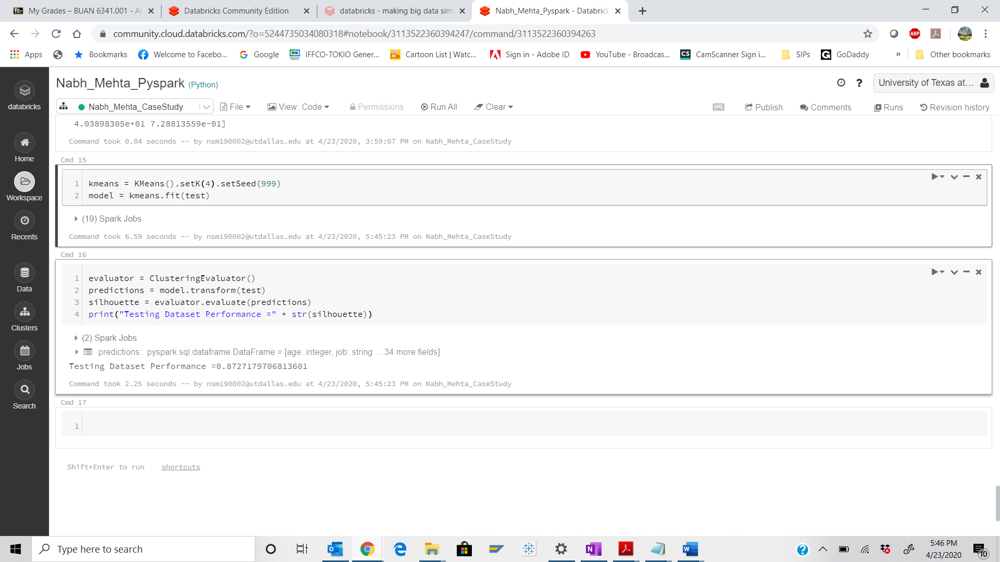 My Grades – BUAN 6341.001 - Ap
Databricks Community Edition
databricks - making big data sim
Nabh_Mehta_Pyspark - Databrick
community.cloud.databricks.com/?o=5244735034080318#notebook/3113522360394247/command/3113522360394263
Apps
Bookmarks
Welcome to Facebo...
Google
IFFCO-TOKIO Gener...
Cartoon List | Watc...
Sign in - Adobe ID
YouTube - Broadcas...
CamScanner Sign i...
SIPs
GoDaddy
»
Other bookmarks
Nabh_Mehta_Pyspark (Python)
University of Texas at...
Nabh_Mehta_CaseStudy
File
View: Code
Permissions
Run All
Clear
Publish
Comments
Runs
Revision history
databricks
Home
Workspace
Recents
Data
Clusters
Jobs
Search
4.03898305e+01 7.28813559e-01]
Command took 0.04 seconds -- by nsm190002@utdallas.edu at 4/23/2020, 3:59:07 PM on Nabh_Mehta_CaseStudy
Cmd 15
1 kmeans = KMeans().setK(4).setSeed(999)
2 model = kmeans.fit(test)
(19) Spark Jobs
Command took 6.59 seconds -- by nsm190002@utdallas.edu at 4/23/2020, 5:45:23 PM on Nabh_Mehta_CaseStudy
Cmd 16
1 evaluator = ClusteringEvaluator()
2 predictions = model.transform(test)
3 silhouette = evaluator.evaluate(predictions)
4 print("Testing Dataset Performance =" + str(silhouette))
(2) Spark Jobs
predictions: pyspark.sql.dataframe.DataFrame = [age: integer, job: string ... 34 more fields]
Testing Dataset Performance =0.8727179706813601
Command took 2.25 seconds -- by nsm190002@utdallas.edu at 4/23/2020, 5:45:23 PM on Nabh_Mehta_CaseStudy
Cmd 17
1
Shift+Enter to run shortcuts
Type here to search
5:46 PM
4/23/2020
10